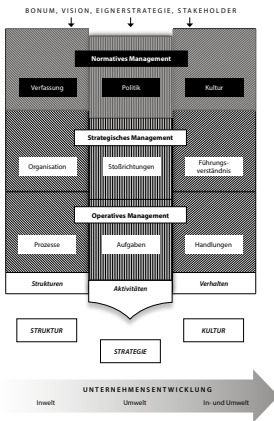 BONUM, VISION, EIGNERSTRATEGIE, STAKEHOLDER
Normatives Management
Verfassung Politik Kultur
Strategisches Management
Organisation Stoßrichtungen Führungs-
verständnis
Operatives Management
Prozesse Aufgaben Handlungen
Strukturen Aktivitäten Verhalten
STRUKTUR KULTUR
STRATEGIE
UNTERNEHMENSENTWICKLUNG
Inwelt Umwelt In- und Umwelt